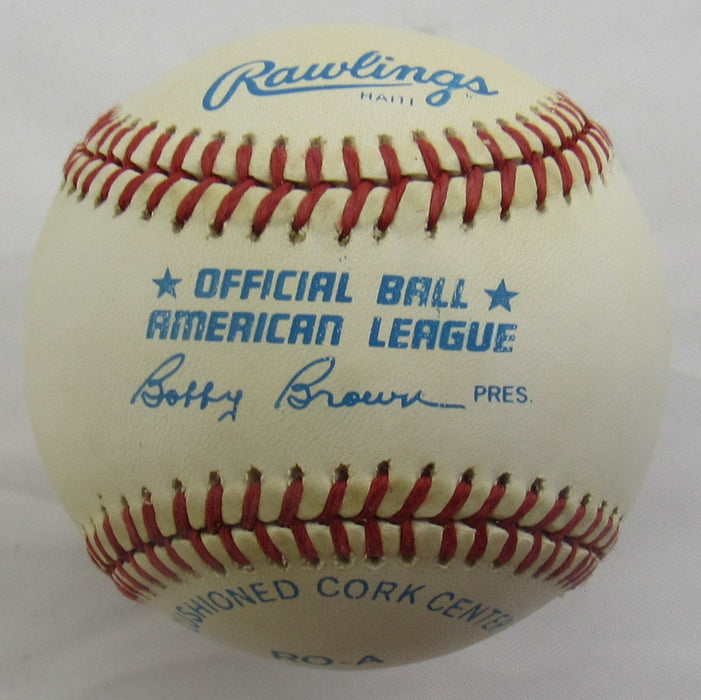 Rawlings
HAITI
★ OFFICIAL BALL ★
AMERICAN LEAGUE
Bobby Brown PRES.
CUSHIONED CORK CENTER
RO-A